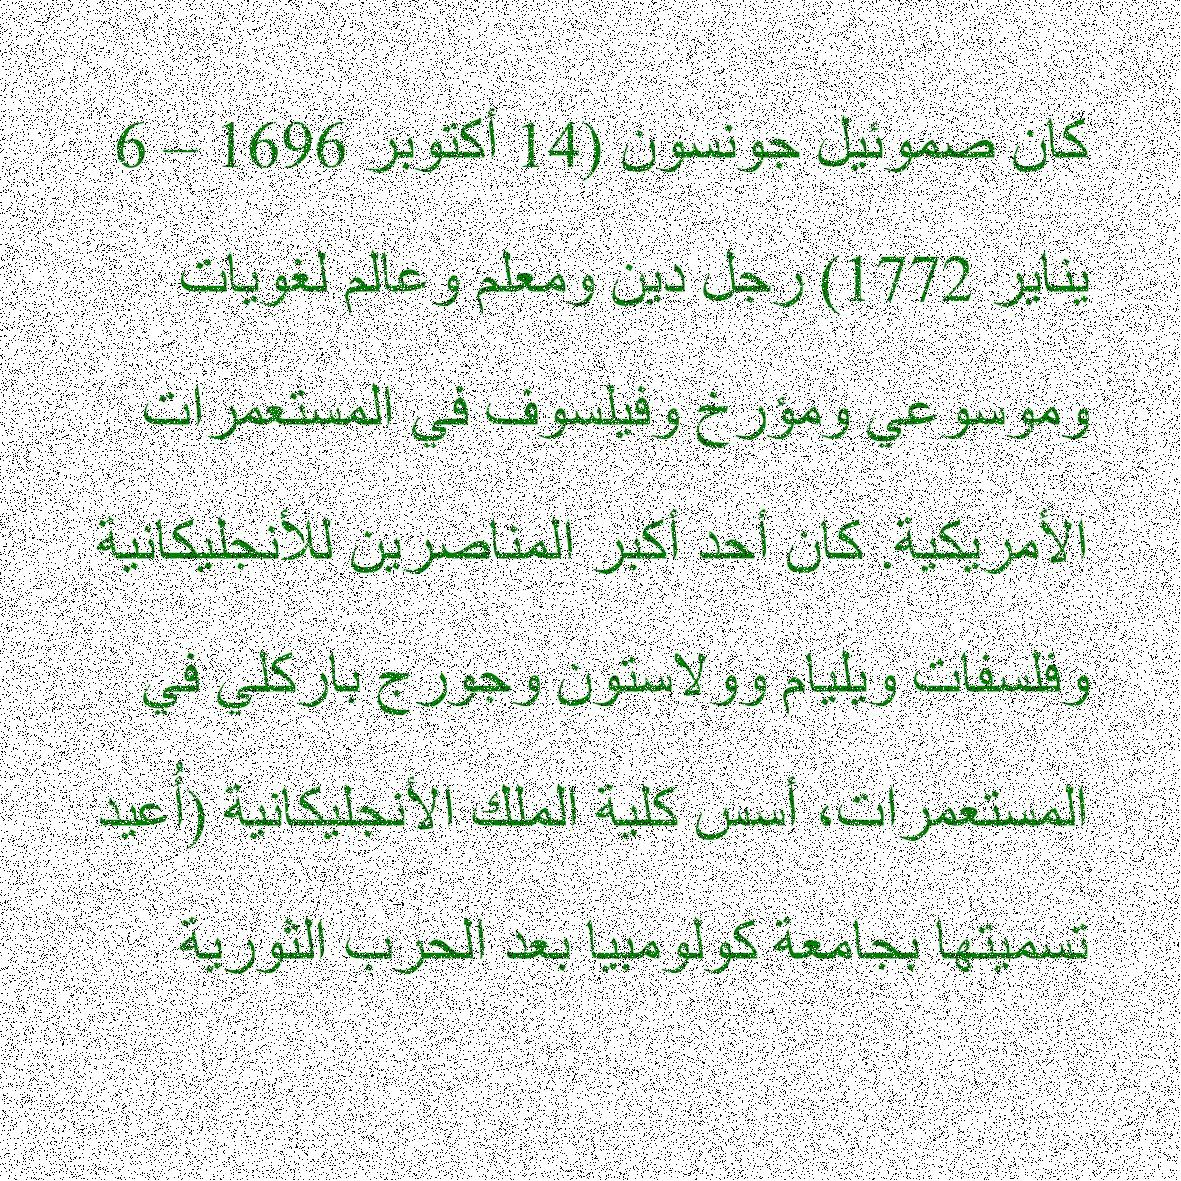 كان صموئيل جونسون (14 أكتوبر 1696 – 6
يناير 1772) رجل دين ومعلم وعالم لغويات
وموسوعي ومؤرخ وفيلسوف في المستعمرات
الأمريكية. كان أحد أكبر المناصرين للأنجليكانية
وفلسفات ويليام وولاستون وجورج باركلي في
المستعمرات، أسس كلية الملك الأنجليكانية (أُعيد
تسميتها بجامعة كولومبيا بعد الحرب الثورية